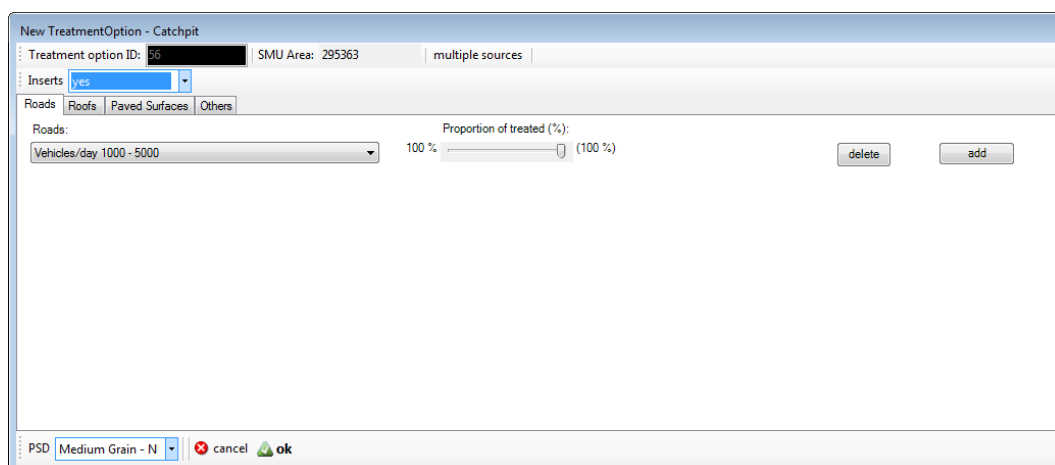 New TreatmentOption - Catchpit
Treatment option ID: 56 SMU Area: 295363 multiple sources
Inserts yes
Roads Roofs Paved Surfaces Others
Roads: Proportion of treated (%):
Vehicles/day 1000 - 5000 100 % (100 %) delete add
PSD Medium Grain - N cancel ok